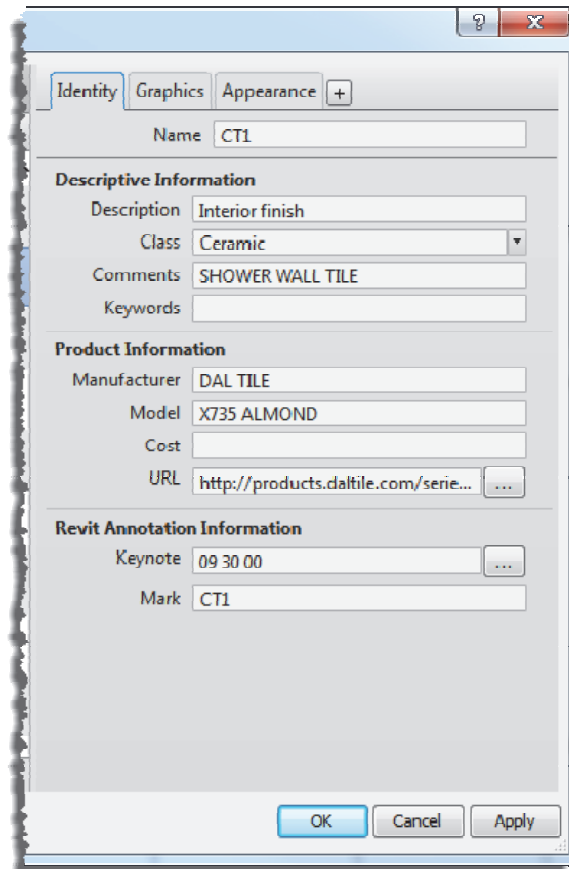 ?
Identity Graphics Appearance +
Name CT1
Descriptive Information
Description Interior finish
Class Ceramic
Comments SHOWER WALL TILE
Keywords
Product Information
Manufacturer DAL TILE
Model X735 ALMOND
Cost
URL http://products.daltile.com/serie... ...
Revit Annotation Information
Keynote 09 30 00 ...
Mark CT1
OK Cancel Apply